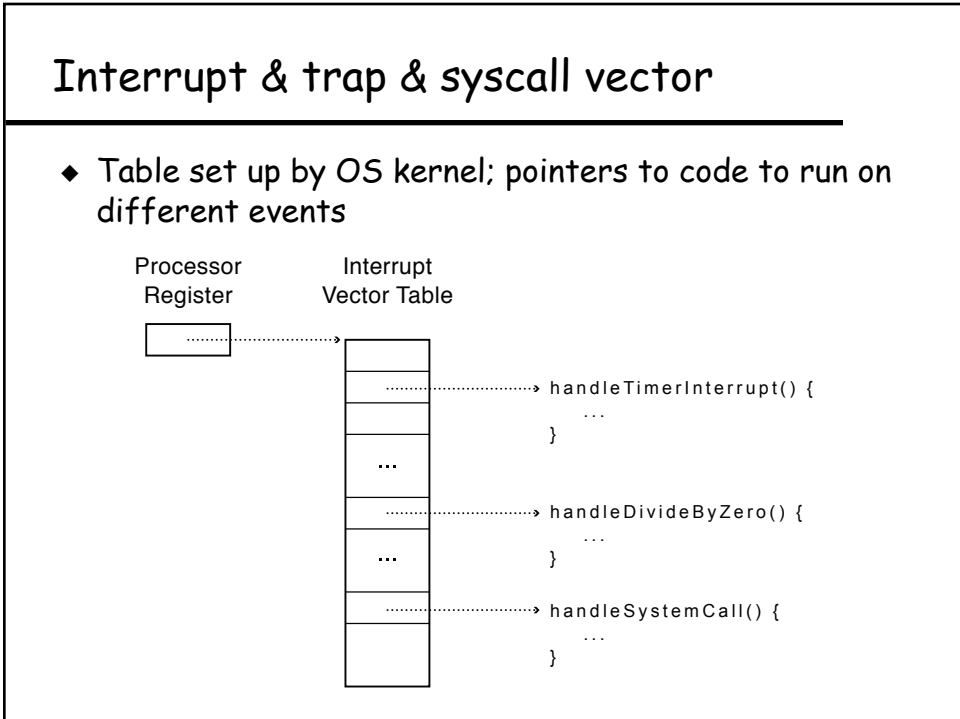 Interrupt & trap & syscall vector
◆ Table set up by OS kernel; pointers to code to run on
different events
Processor
Register
Interrupt
Vector Table
handleTimerInterrupt() {
...
}
...
handleDivideByZero() {
...
}
...
handleSystemCall() {
...
}